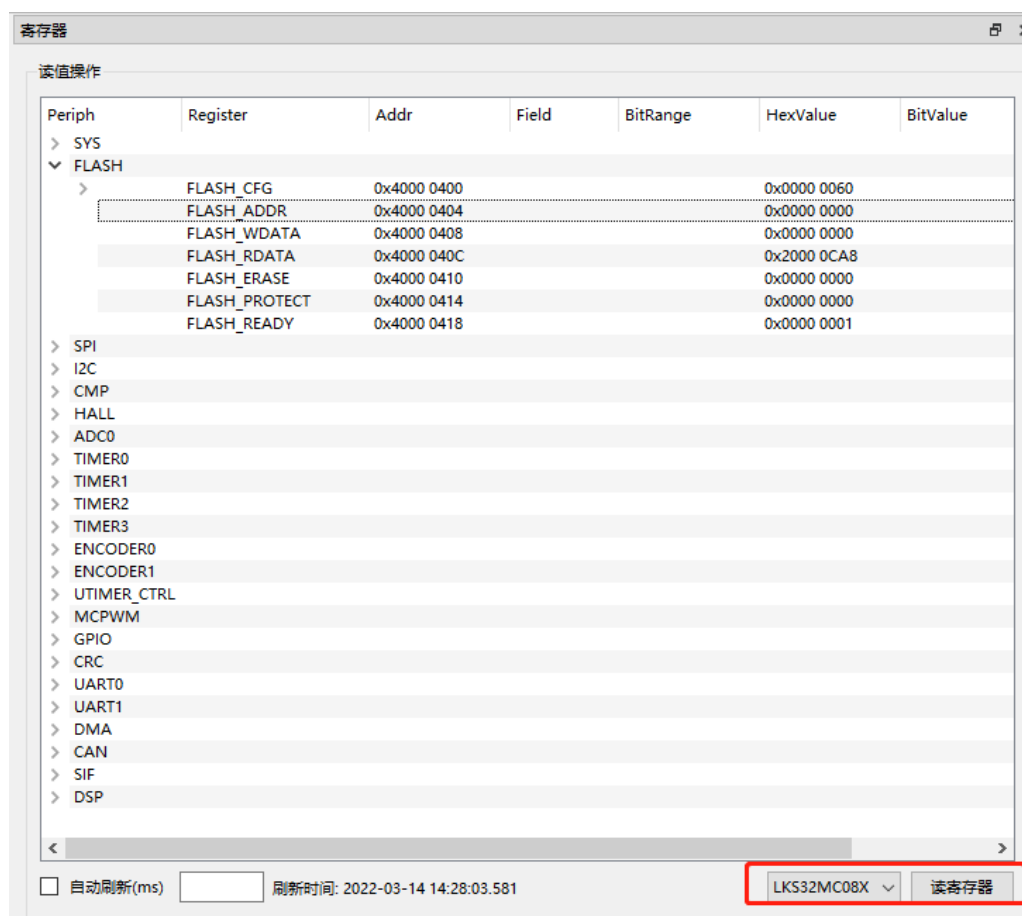 寄存器
读值操作
Periph Register Addr Field BitRange HexValue BitValue
SYS
FLASH
FLASH_CFG 0x4000 0400 0x0000 0060
FLASH_ADDR 0x4000 0404 0x0000 0000
FLASH_WDATA 0x4000 0408 0x0000 0000
FLASH_RDATA 0x4000 040C 0x2000 0CA8
FLASH_ERASE 0x4000 0410 0x0000 0000
FLASH_PROTECT 0x4000 0414 0x0000 0000
FLASH_READY 0x4000 0418 0x0000 0001
SPI
I2C
CMP
HALL
ADC0
TIMER0
TIMER1
TIMER2
TIMER3
ENCODER0
ENCODER1
UTIMER_CTRL
MCPWM
GPIO
CRC
UART0
UART1
DMA
CAN
SIF
DSP
自动刷新(ms) 刷新时间: 2022-03-14 14:28:03.581 LKS32MC08X 读寄存器